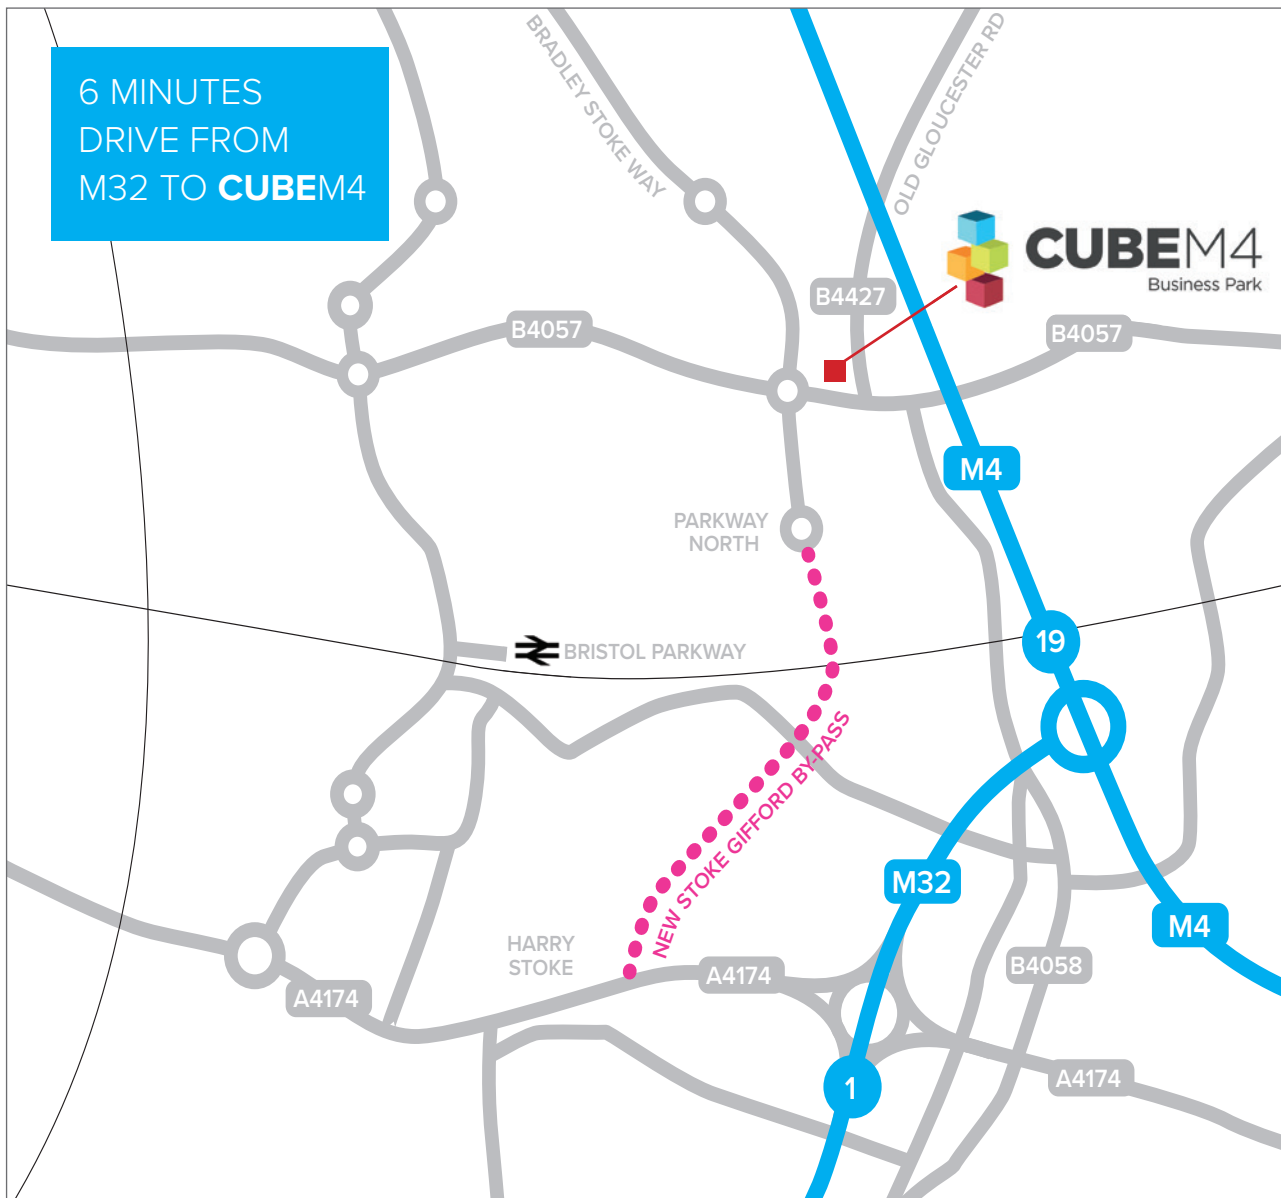 6 MINUTES
DRIVE FROM
M32 TO CUBEM4
BRADLEY STOKE WAY
OLD GLOUCESTER RD
CUBEM4
Business Park
B4427
B4057
B4057
M4
PARKWAY
NORTH
19
BRISTOL PARKWAY
NEW STOKE GIFFORD BY-PASS
M32
M4
HARRY
STOKE
A4174
B4058
A4174
A4174
1